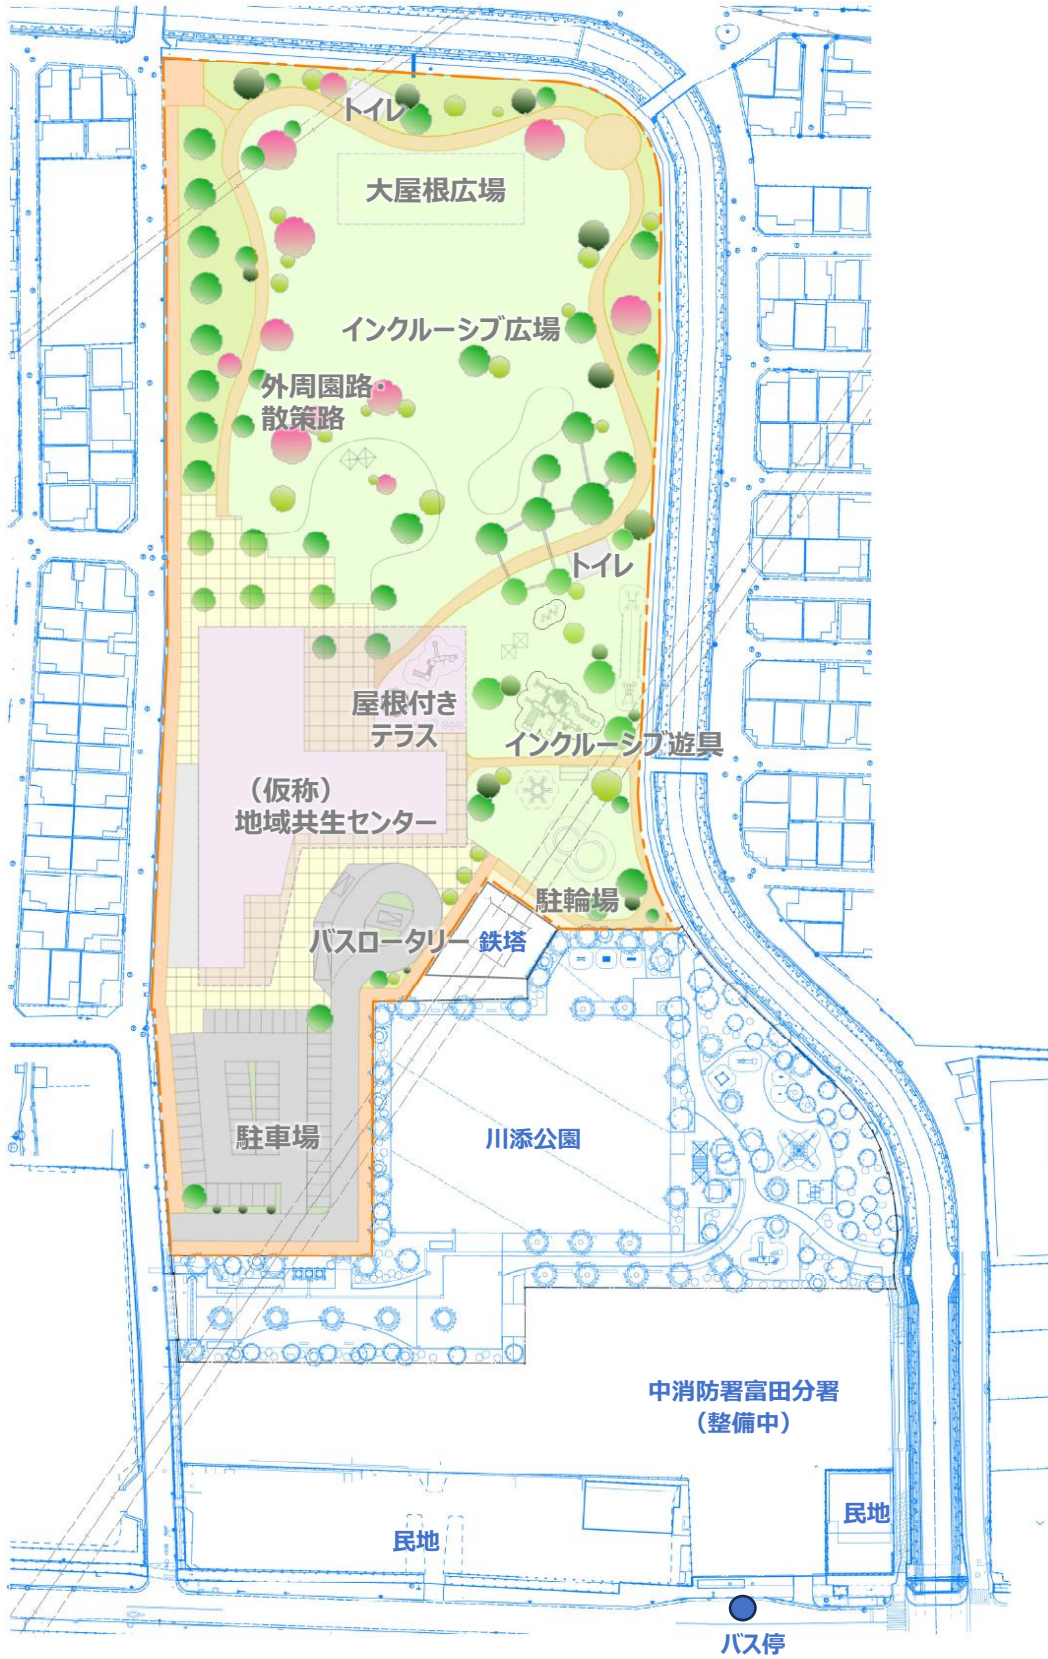 トイレ
大屋根広場
インクルーシブ広場
外周園路
散策路
トイレ
屋根付き
テラス
インクルーシブ遊具
（仮称）
地域共生センター
駐輪場
バスロータリー
鉄塔
駐車場
川添公園
中消防署富田分署
（整備中）
民地
民地
バス停